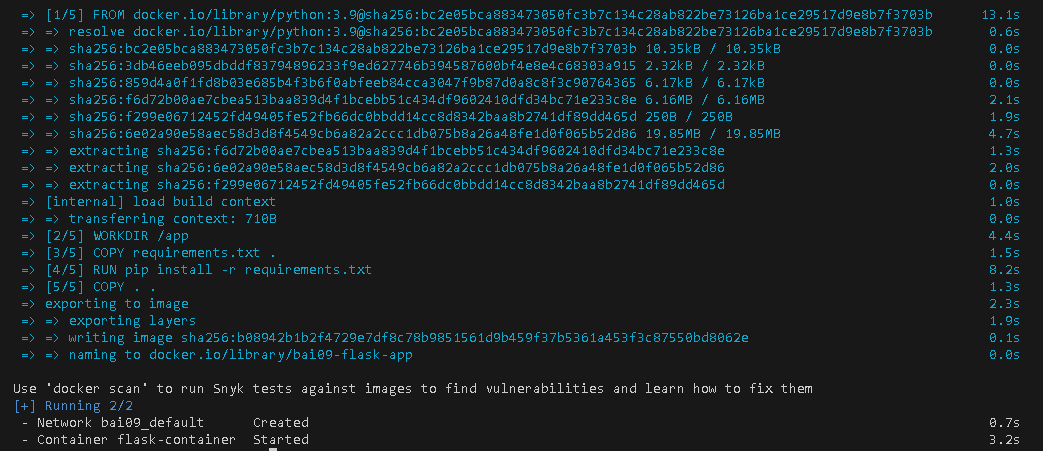 => [1/5] FROM docker.io/library/python:3.9@sha256:bc2e05bca883473050fc3b7c134c28ab822be73126ba1ce29517d9e8b7f3703b 13.1s
=> => resolve docker.io/library/python:3.9@sha256:bc2e05bca883473050fc3b7c134c28ab822be73126ba1ce29517d9e8b7f3703b 0.6s
=> => sha256:bc2e05bca883473050fc3b7c134c28ab822be73126ba1ce29517d9e8b7f3703b 10.35kB / 10.35kB 0.0s
=> => sha256:3db46eeb095dbddf83794896233f9ed627746b394587600bf4e8e4c68303a915 2.32kB / 2.32kB 0.0s
=> => sha256:859d4a0f1fd8b03e685b4f3b6f0abfeeb84cca3047f9b87d0a8c8f3c90764365 6.17kB / 6.17kB 0.0s
=> => sha256:f6d72b00ae7cbea513baa839d4f1bcebb51c434df9602410dfd34bc71e233c8e 6.16MB / 6.16MB 2.1s
=> => sha256:f299e06712452fd49405fe52fb66dc0bbdd14cc8d8342baa8b2741df89dd465d 250B / 250B 1.9s
=> => sha256:6e02a90e58aec58d3d8f4549cb6a82a2ccc1db075b8a26a48fe1d0f065b52d86 19.85MB / 19.85MB 4.7s
=> => extracting sha256:f6d72b00ae7cbea513baa839d4f1bcebb51c434df9602410dfd34bc71e233c8e 1.3s
=> => extracting sha256:6e02a90e58aec58d3d8f4549cb6a82a2ccc1db075b8a26a48fe1d0f065b52d86 2.0s
=> => extracting sha256:f299e06712452fd49405fe52fb66dc0bbdd14cc8d8342baa8b2741df89dd465d 0.0s
=> [internal] load build context 1.0s
=> => transferring context: 710B 0.0s
=> [2/5] WORKDIR /app 4.4s
=> [3/5] COPY requirements.txt . 1.5s
=> [4/5] RUN pip install -r requirements.txt 8.2s
=> [5/5] COPY . . 1.3s
=> exporting to image 2.3s
=> => exporting layers 1.9s
=> => writing image sha256:b08942b1b2f4729e7df8c78b9851561d9b459f37b5361a453f3c87550bd8062e 0.1s
=> => naming to docker.io/library/bai09-flask-app 0.0s
Use 'docker scan' to run Snyk tests against images to find vulnerabilities and learn how to fix them
[+] Running 2/2
- Network bai09_default Created 0.7s
- Container flask-container Started 3.2s